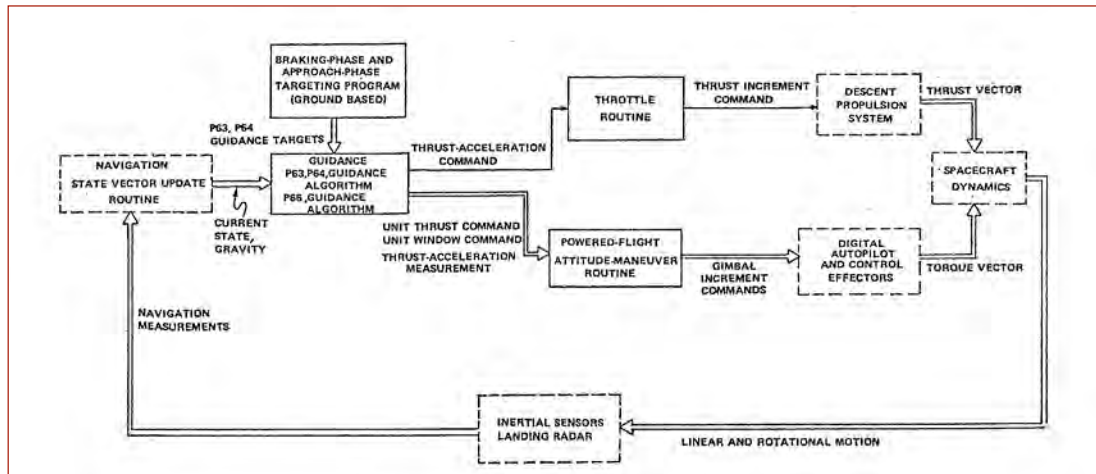 BRAKING-PHASE AND
APPROACH-PHASE
TARGETING PROGRAM
(GROUND BASED)
P63, P64
GUIDANCE TARGETS
NAVIGATION
STATE VECTOR UPDATE
ROUTINE
CURRENT
STATE,
GRAVITY
GUIDANCE
P63,P64,GUIDANCE
ALGORITHM
P66,GUIDANCE
ALGORITHM
THRUST-ACCELERATION
COMMAND
THROTTLE
ROUTINE
THRUST INCREMENT
COMMAND
DESCENT
PROPULSION
SYSTEM
THRUST VECTOR
SPACECRAFT
DYNAMICS
UNIT THRUST COMMAND
UNIT WINDOW COMMAND
THRUST-ACCELERATION
MEASUREMENT
POWERED-FLIGHT
ATTITUDE-MANEUVER
ROUTINE
GIMBAL
INCREMENT
COMMANDS
DIGITAL
AUTOPILOT
AND CONTROL
EFFECTORS
TORQUE VECTOR
NAVIGATION
MEASUREMENTS
INERTIAL SENSORS
LANDING RADAR
LINEAR AND ROTATIONAL MOTION